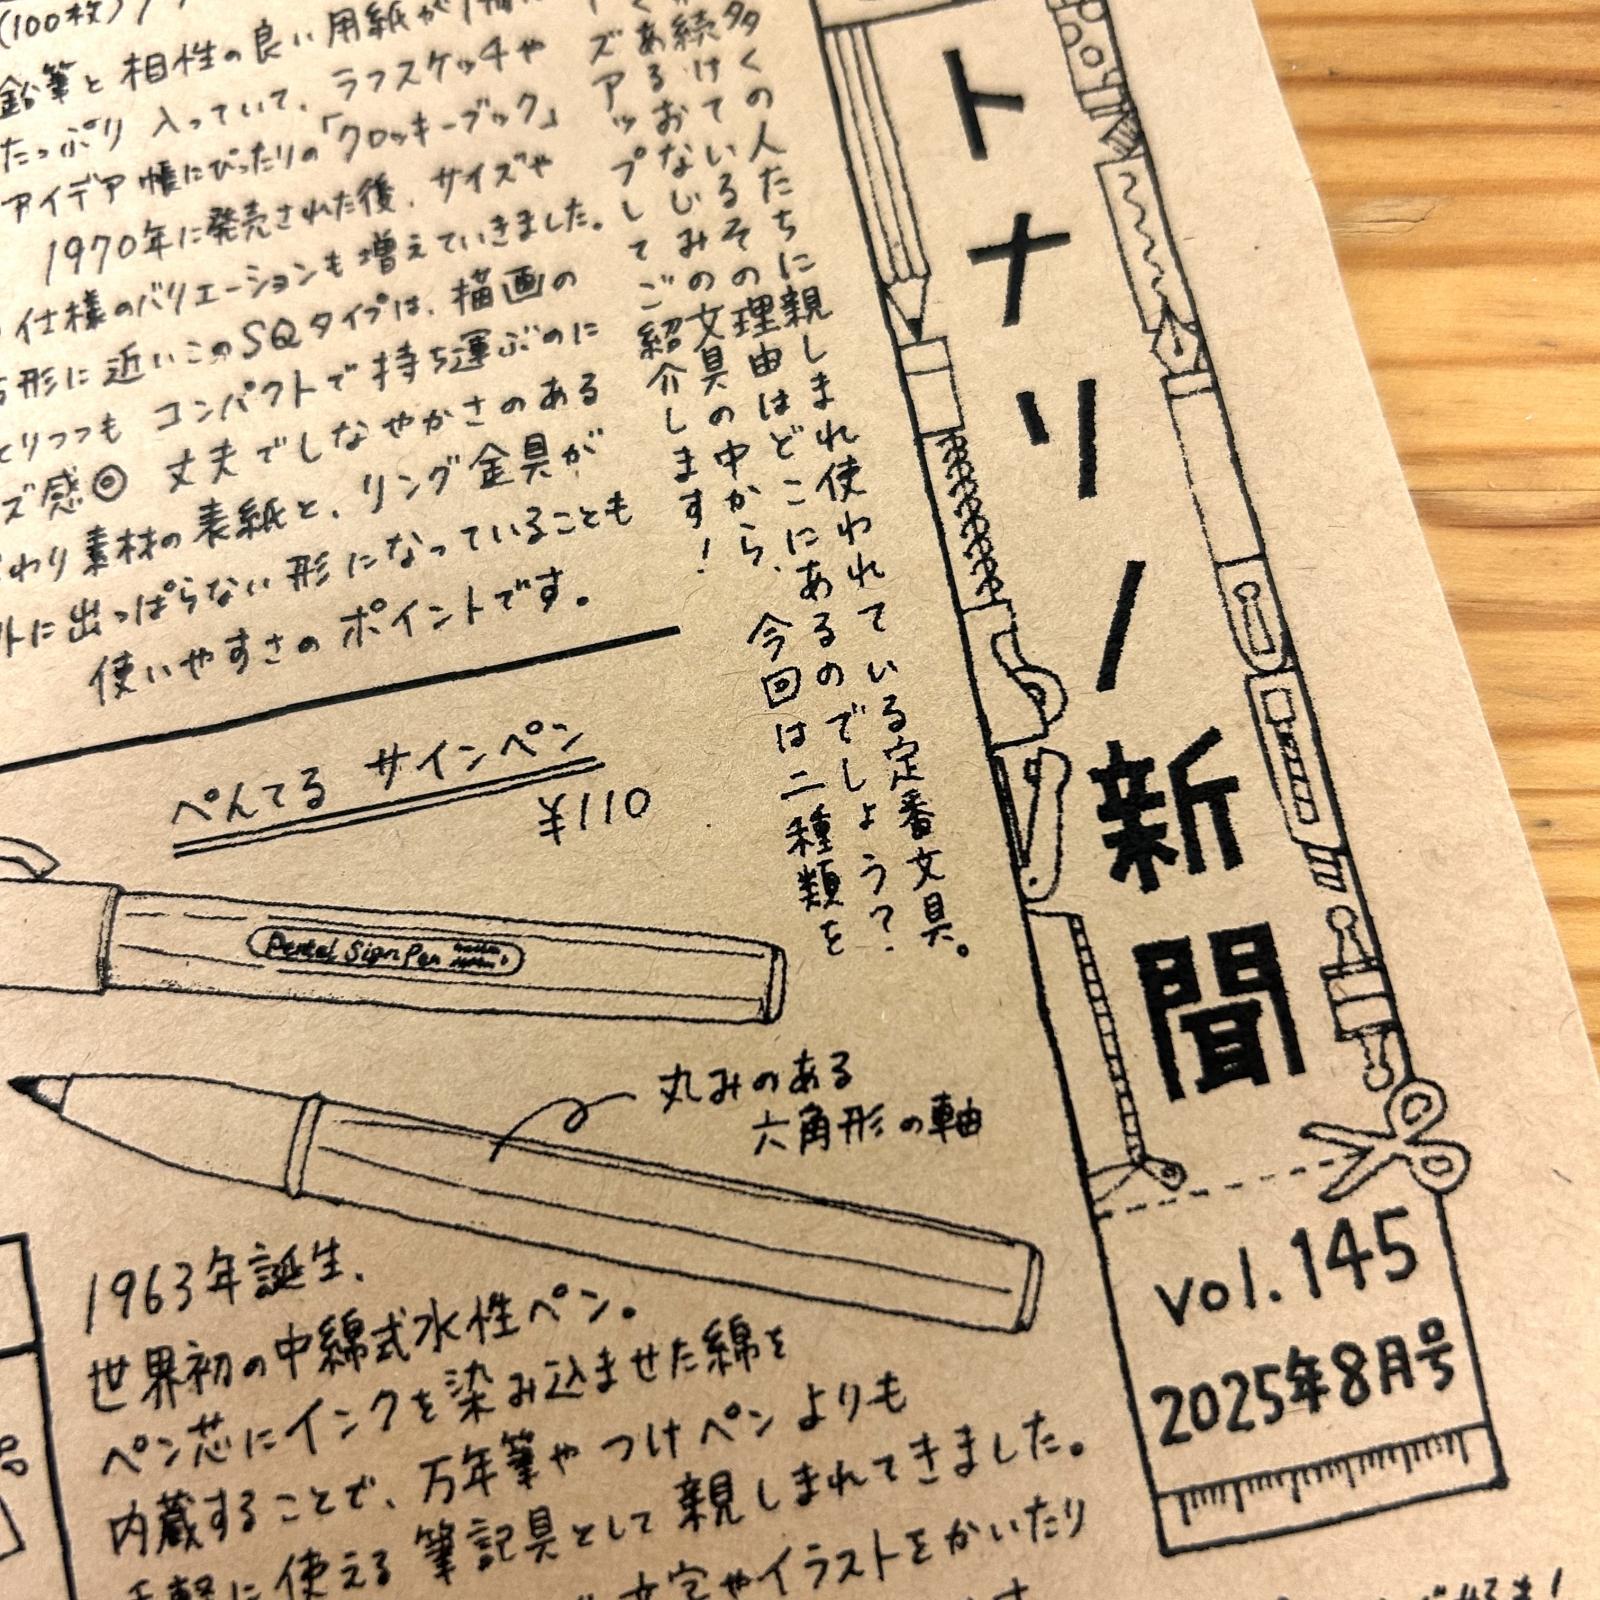 トナリノ新聞
vol.145
2025年8月号
多くの人たちに親しまれ使われている定番文具。
続けているその理由はどこにあるのでしょう?
あるおなじみの文具の中から、今回は二種類を
ズアップしてご紹介します!
(100枚)
鉛筆と相性の良い用紙が
たっぷり入っていて、ラフスケッチや
アイデア帳にぴったりの「クロッキーブック」
1970年に発売された後、サイズや
仕様のバリエーションも増えていきました。
形に近いこのSQタイプは、描画の
とりつつもコンパクトで持ち運ぶのに
ズ感◎ 丈夫でしなやかさのある
わり素材の表紙と、リング金具が
外に出っぱらない形になっていることも
使いやすさのポイントです。
ぺんてる サインペン
¥110
Pentel Sign Pen
丸みのある
六角形の軸
1963年誕生、
世界初の中綿式水性ペン。
ペン芯にインクを染み込ませた綿を
内蔵することで、万年筆やつけペンよりも
手軽に使える筆記具として親しまれてきました。
文字やイラストをかいたり